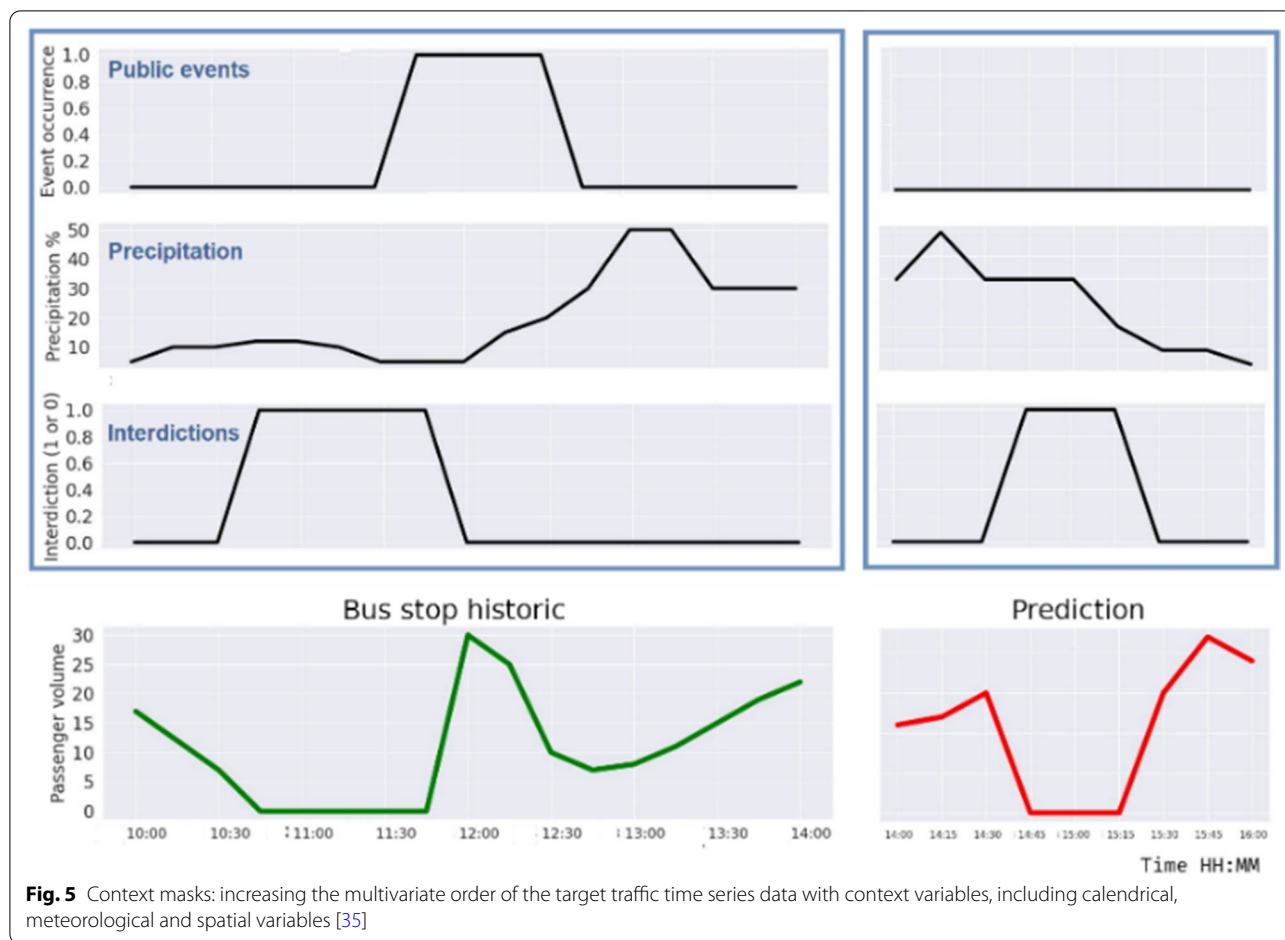 Event occurrence
1.0
0.8
0.6
0.4
0.2
0.0
Public events
Precipitation %
50
40
30
20
10
Precipitation
Interdiction (1 or 0)
1.0
0.8
0.6
0.4
0.2
0.0
Interdictions
Bus stop historic
Passenger volume
30
25
20
15
10
5
0
10:00 10:30 11:00 11:30 12:00 12:30 13:00 13:30 14:00
Prediction
14:00 14:15 14:30 14:45 15:00 15:15 15:30 15:45 16:00
Time HH:MM
Fig. 5 Context masks: increasing the multivariate order of the target traffic time series data with context variables, including calendrical,
meteorological and spatial variables [35]